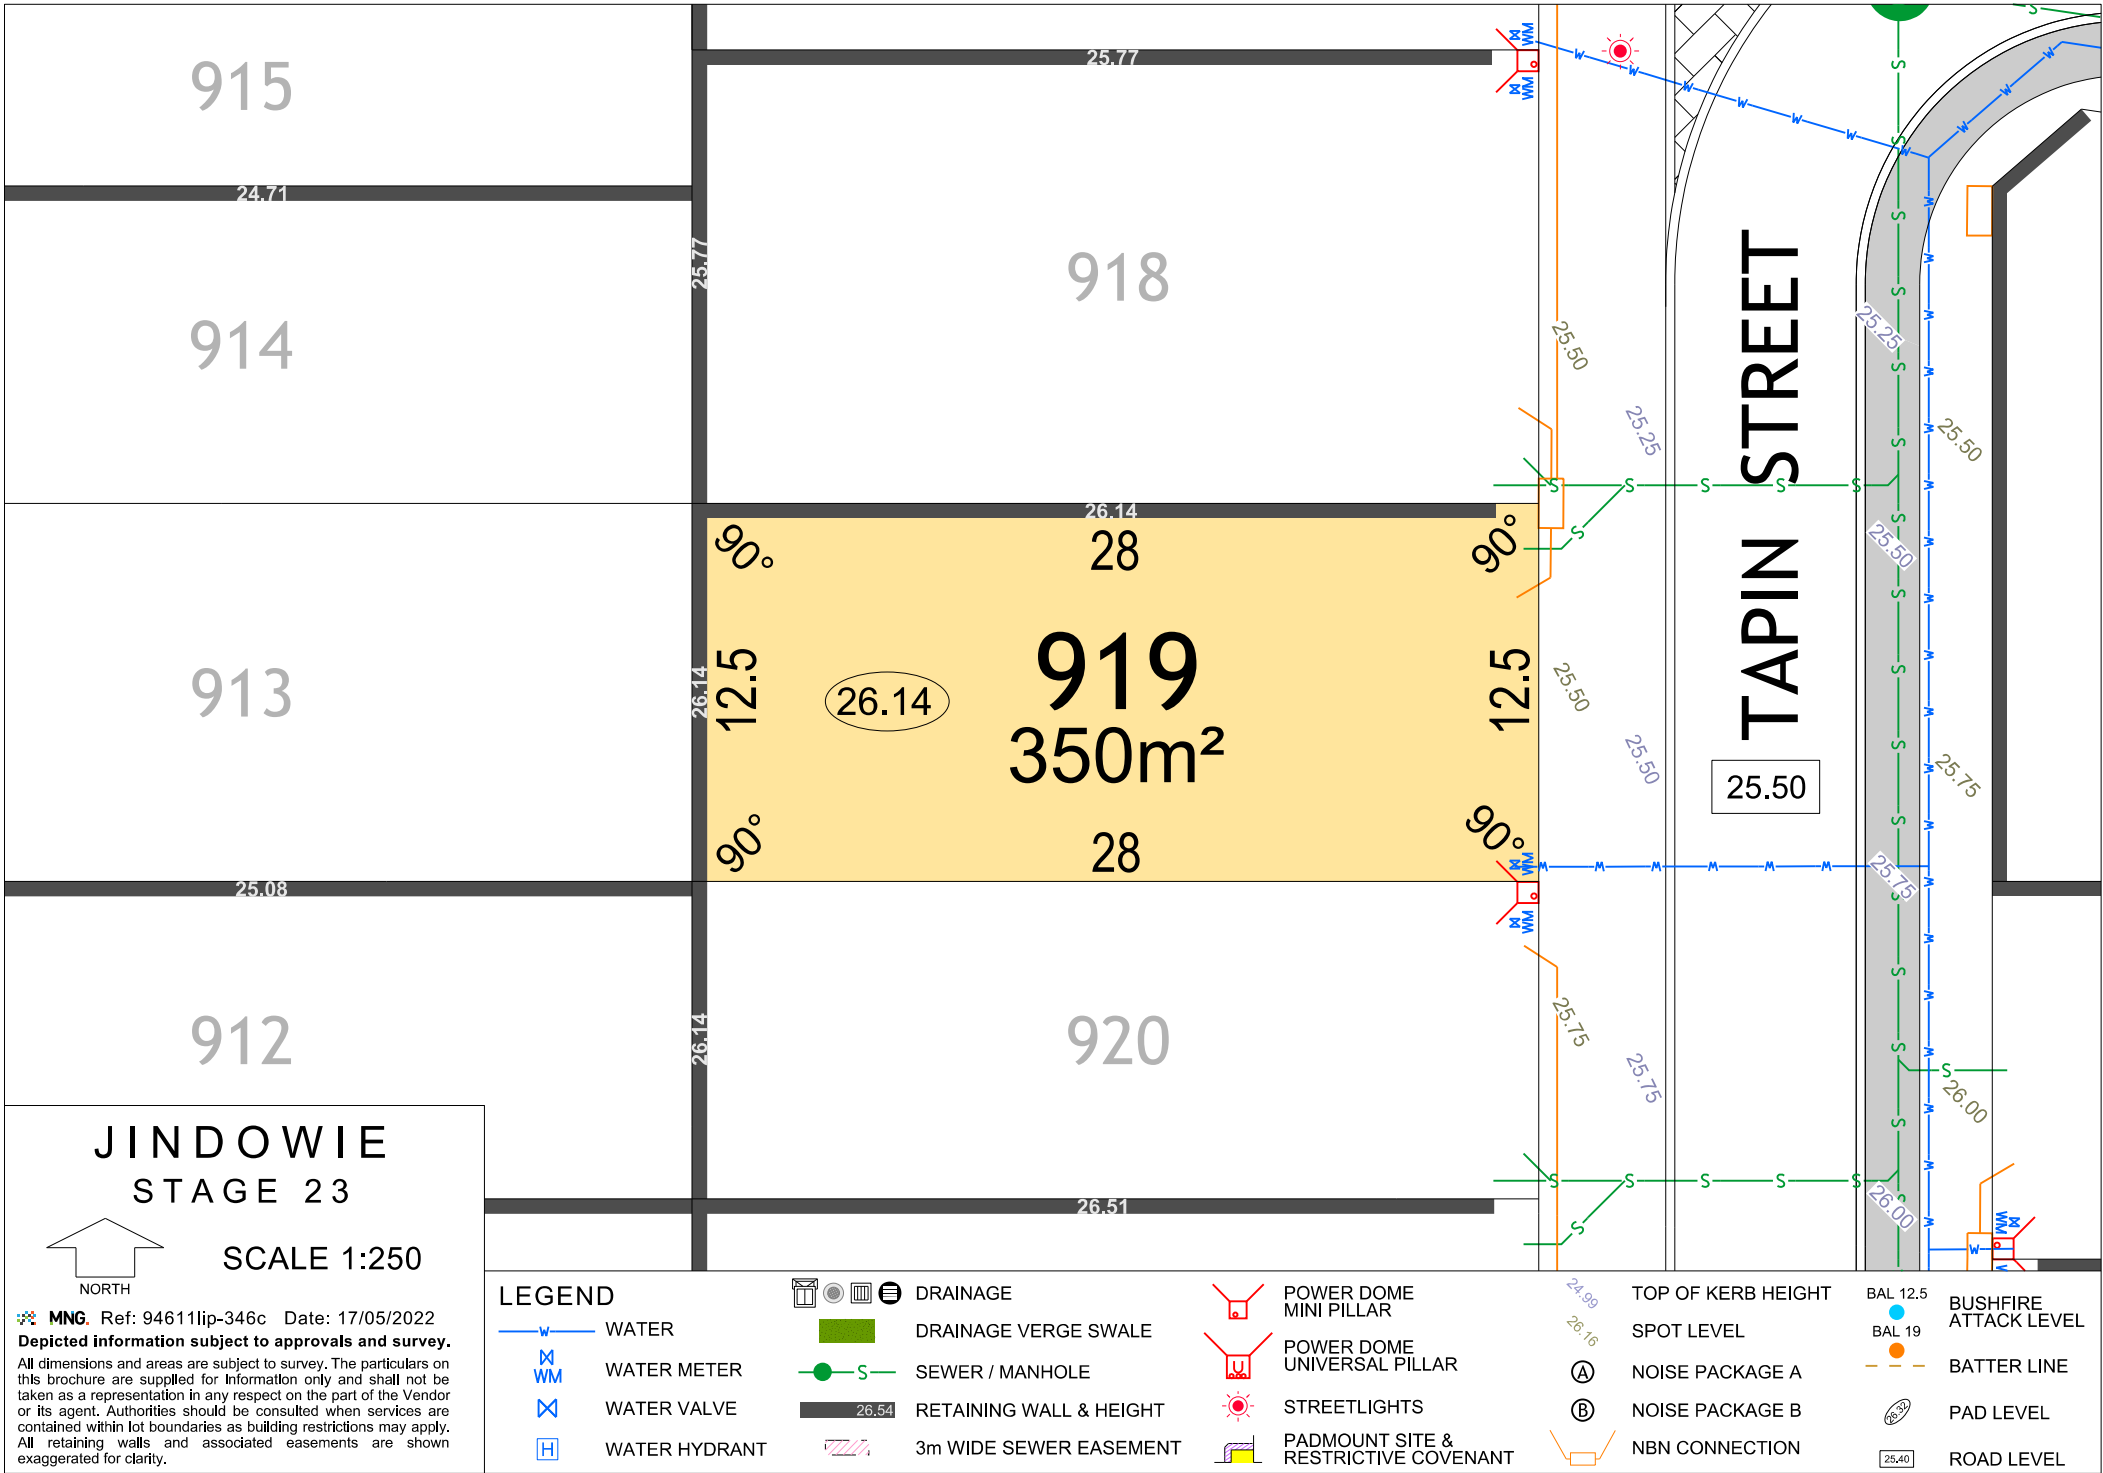 915
24.71
914
913
25.08
912
25.77
25.77
918
25.50
25.25
25.25
25.50
TAPIN STREET
26.14
28
90°
90°
26.14
12.5
26.14
919
350m²
12.5
90°
28
90°
25.50
25.50
25.50
25.50
25.75
25.75
26.14
920
25.75
25.75
26.00
26.00
26.51
WM
WM
WM
WM
WM
JINDOWIE
STAGE 23
SCALE 1:250
NORTH
MNG. Ref: 94611lip-346c Date: 17/05/2022
Depicted information subject to approvals and survey.
All dimensions and areas are subject to survey. The particulars on
this brochure are supplied for Information only and shall not be
taken as a representation in any respect on the part of the Vendor
or its agent. Authorities should be consulted when services are
contained within lot boundaries as building restrictions may apply.
All retaining walls and associated easements are shown
exaggerated for clarity.
LEGEND
W WATER
WM WATER METER
WATER VALVE
H WATER HYDRANT
DRAINAGE
DRAINAGE VERGE SWALE
S SEWER / MANHOLE
26.54 RETAINING WALL & HEIGHT
3m WIDE SEWER EASEMENT
POWER DOME
MINI PILLAR
POWER DOME
UNIVERSAL PILLAR
STREETLIGHTS
PADMOUNT SITE &
RESTRICTIVE COVENANT
24.99 TOP OF KERB HEIGHT
26.16 SPOT LEVEL
A NOISE PACKAGE A
B NOISE PACKAGE B
NBN CONNECTION
BAL 12.5
BAL 19
BUSHFIRE
ATTACK LEVEL
BATTER LINE
26.32 PAD LEVEL
25.40 ROAD LEVEL